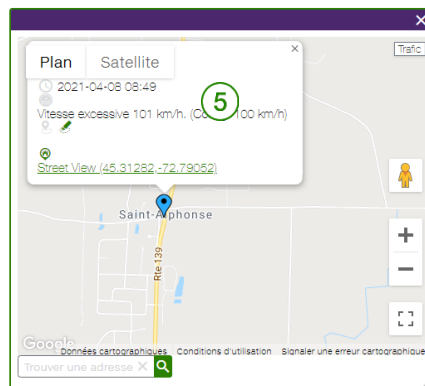 ×
Plan Satellite
×
Trafic
2021-04-08 08:49
5
Vitesse excessive 101 km/h. (Co 100 km/h)
Street View (45.31282,-72.79052)
Saint-Alphonse
Rte 139
+
−
Google
Données cartographiques Conditions d'utilisation Signaler une erreur cartographique
Trouver une adresse ×